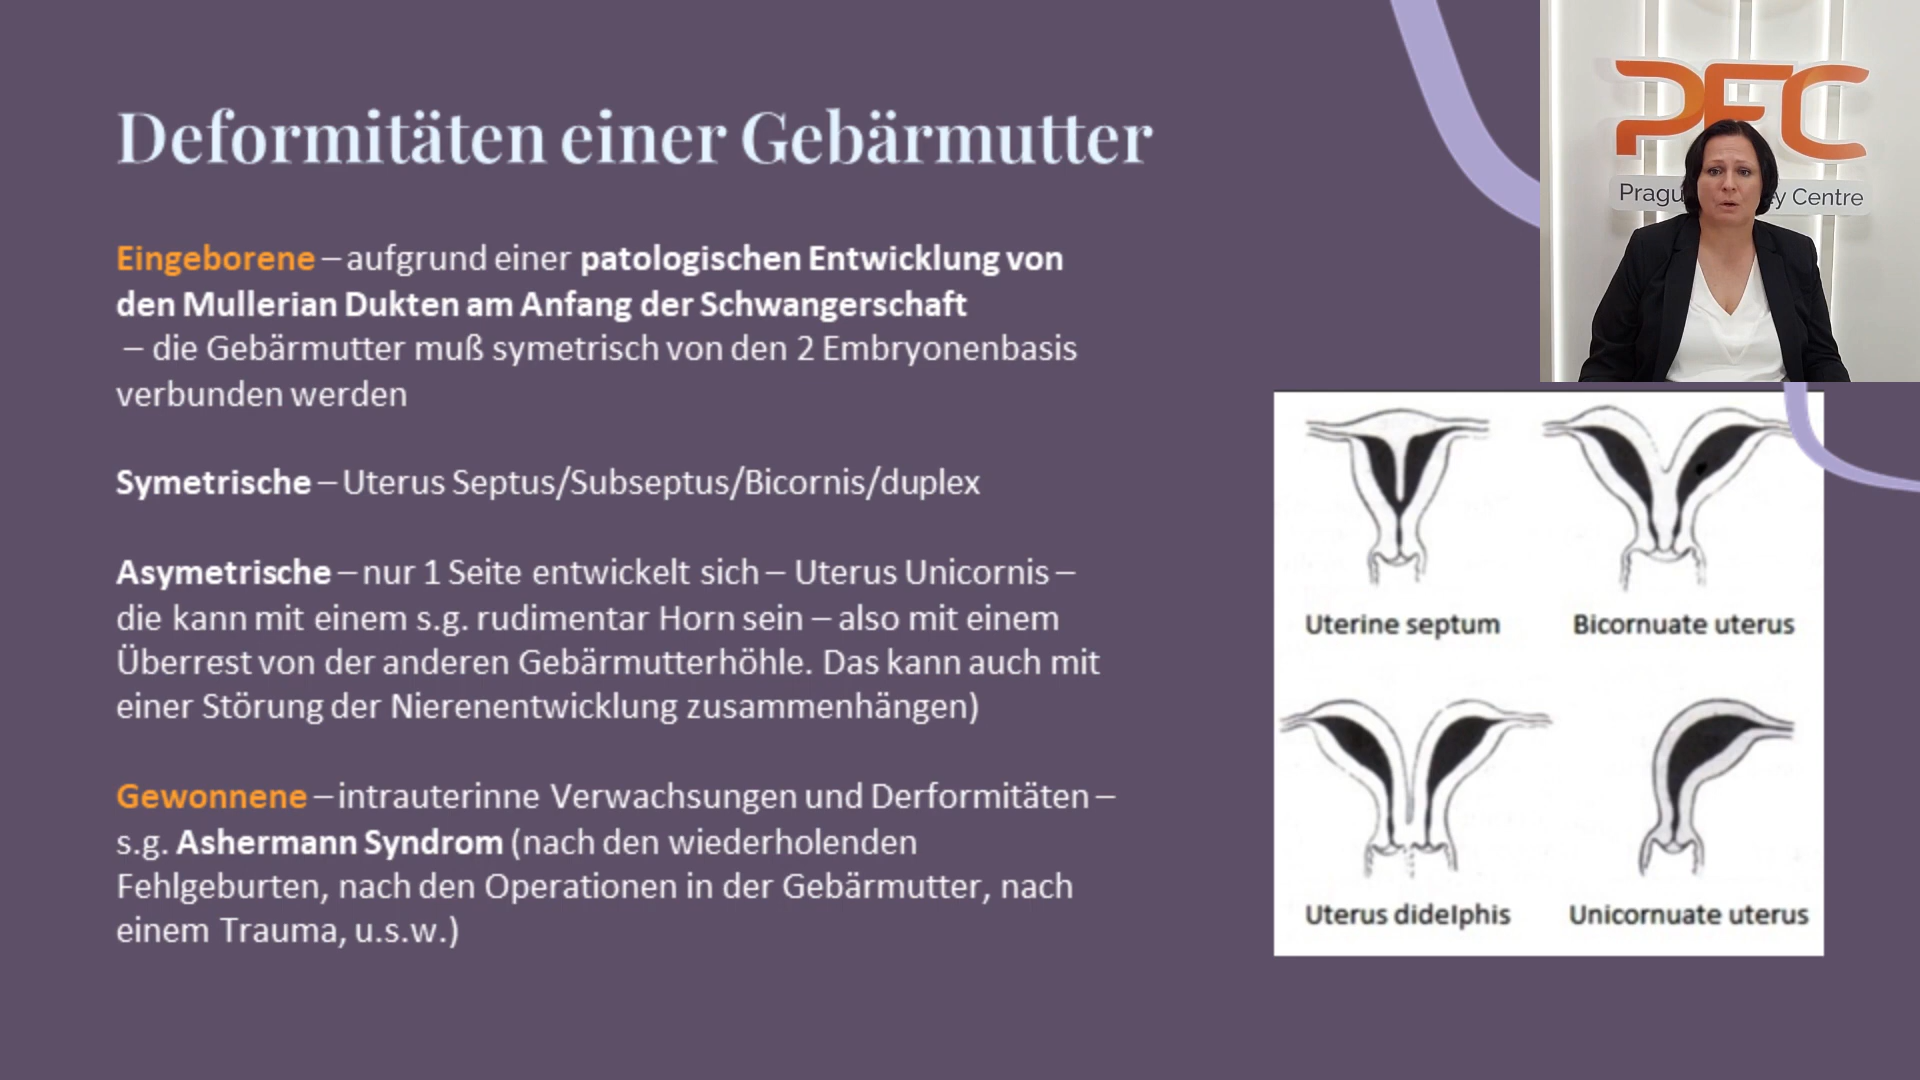 Deformitäten einer Gebärmutter
Eingeborene – aufgrund einer patologischen Entwicklung von
den Mullerian Dukten am Anfang der Schwangerschaft
– die Gebärmutter muß symetrisch von den 2 Embryonenbasis
verbunden werden
Symetrische – Uterus Septus/Subseptus/Bicornis/duplex
Asymetrische – nur 1 Seite entwickelt sich – Uterus Unicornis –
die kann mit einem s.g. rudimentar Horn sein – also mit einem
Überrest von der anderen Gebärmutterhöhle. Das kann auch mit
einer Störung der Nierenentwicklung zusammenhängen)
Gewonnene – intrauterinne Verwachsungen und Derformitäten –
s.g. Ashermann Syndrom (nach den wiederholenden
Fehlgeburten, nach den Operationen in der Gebärmutter, nach
einem Trauma, u.s.w.)
PFC
Centre
Uterine septum
Bicornuate uterus
Uterus didelphis
Unicornuate uterus